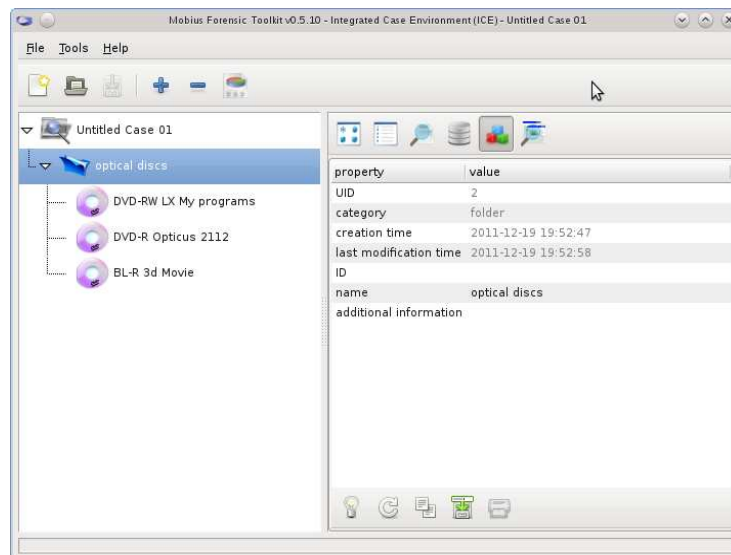 Mobius Forensic Toolkit v0.5.10 - Integrated Case Environment (ICE) - Untitled Case 01
File Tools Help
Untitled Case 01
optical discs
DVD-RW LX My programs
DVD-R Opticus 2112
BL-R 3d Movie
property value
UID 2
category folder
creation time 2011-12-19 19:52:47
last modification time 2011-12-19 19:52:58
ID
name optical discs
additional information